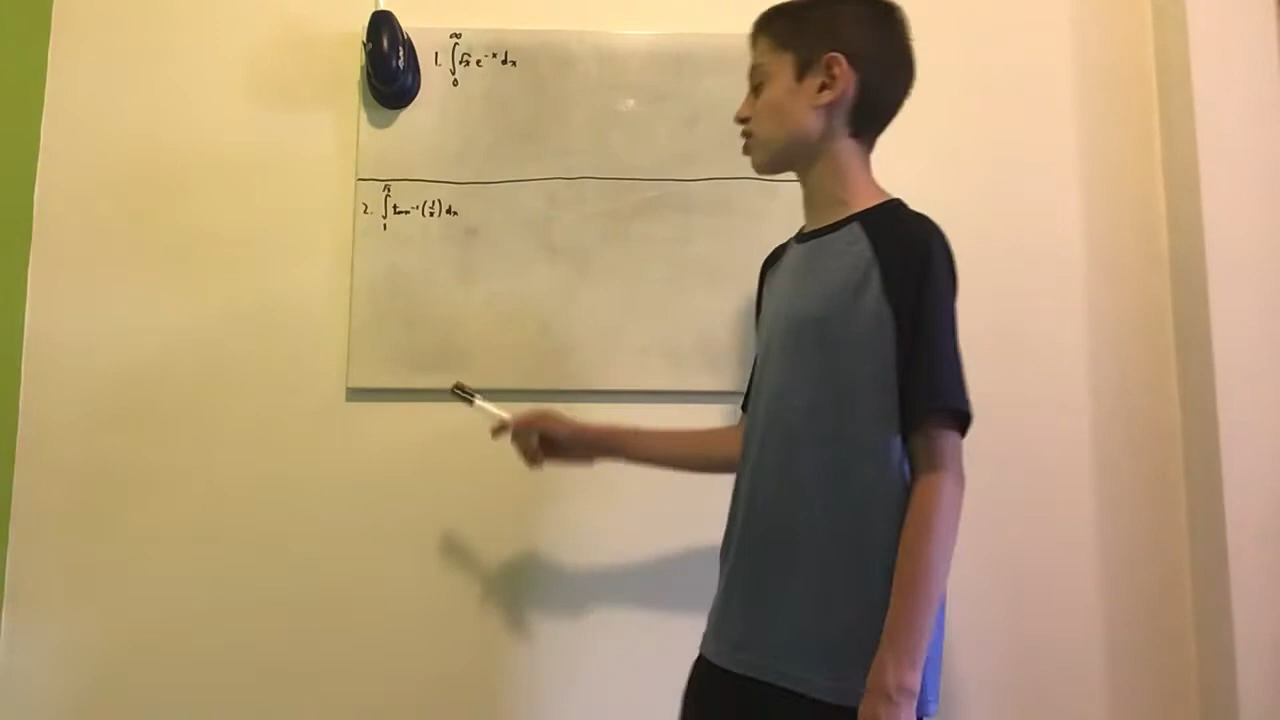 1. ∫₀^∞ √x e^-x dx
2. ∫₁^√3 tan⁻¹(1/x) dx